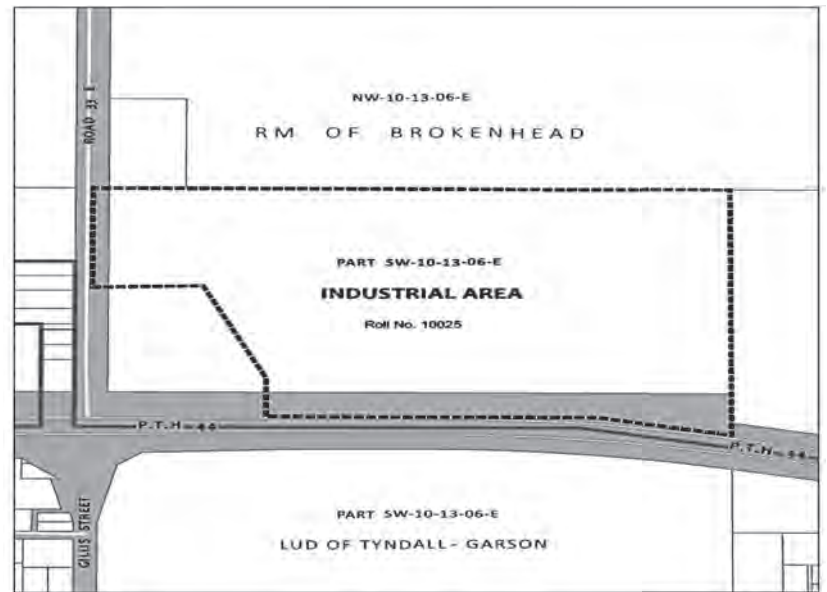 NW-10-13-06-E
RM OF BROKENHEAD
ROAD 33 E
PART SW-10-13-06-E
INDUSTRIAL AREA
Roll No. 10025
P.T.H - 44
P.T.H - 44
GILLIS STREET
PART SW-10-13-06-E
LUD OF TYNDALL - GARSON